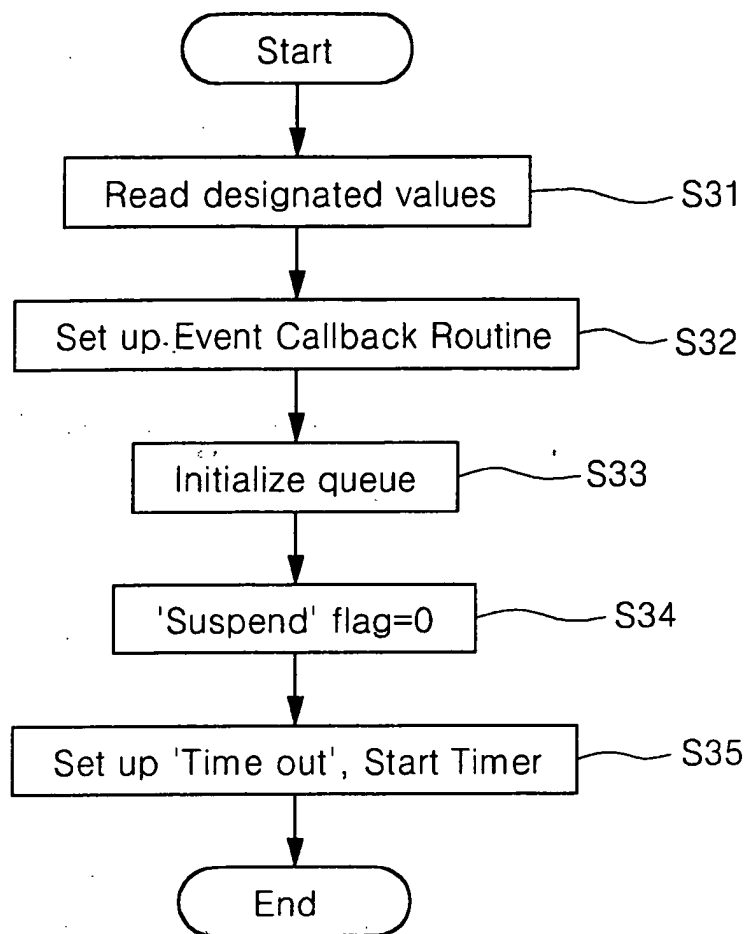 Start
Read designated values
S31
Set up Event Callback Routine
S32
Initialize queue
S33
'Suspend' flag=0
S34
Set up 'Time out', Start Timer
S35
End